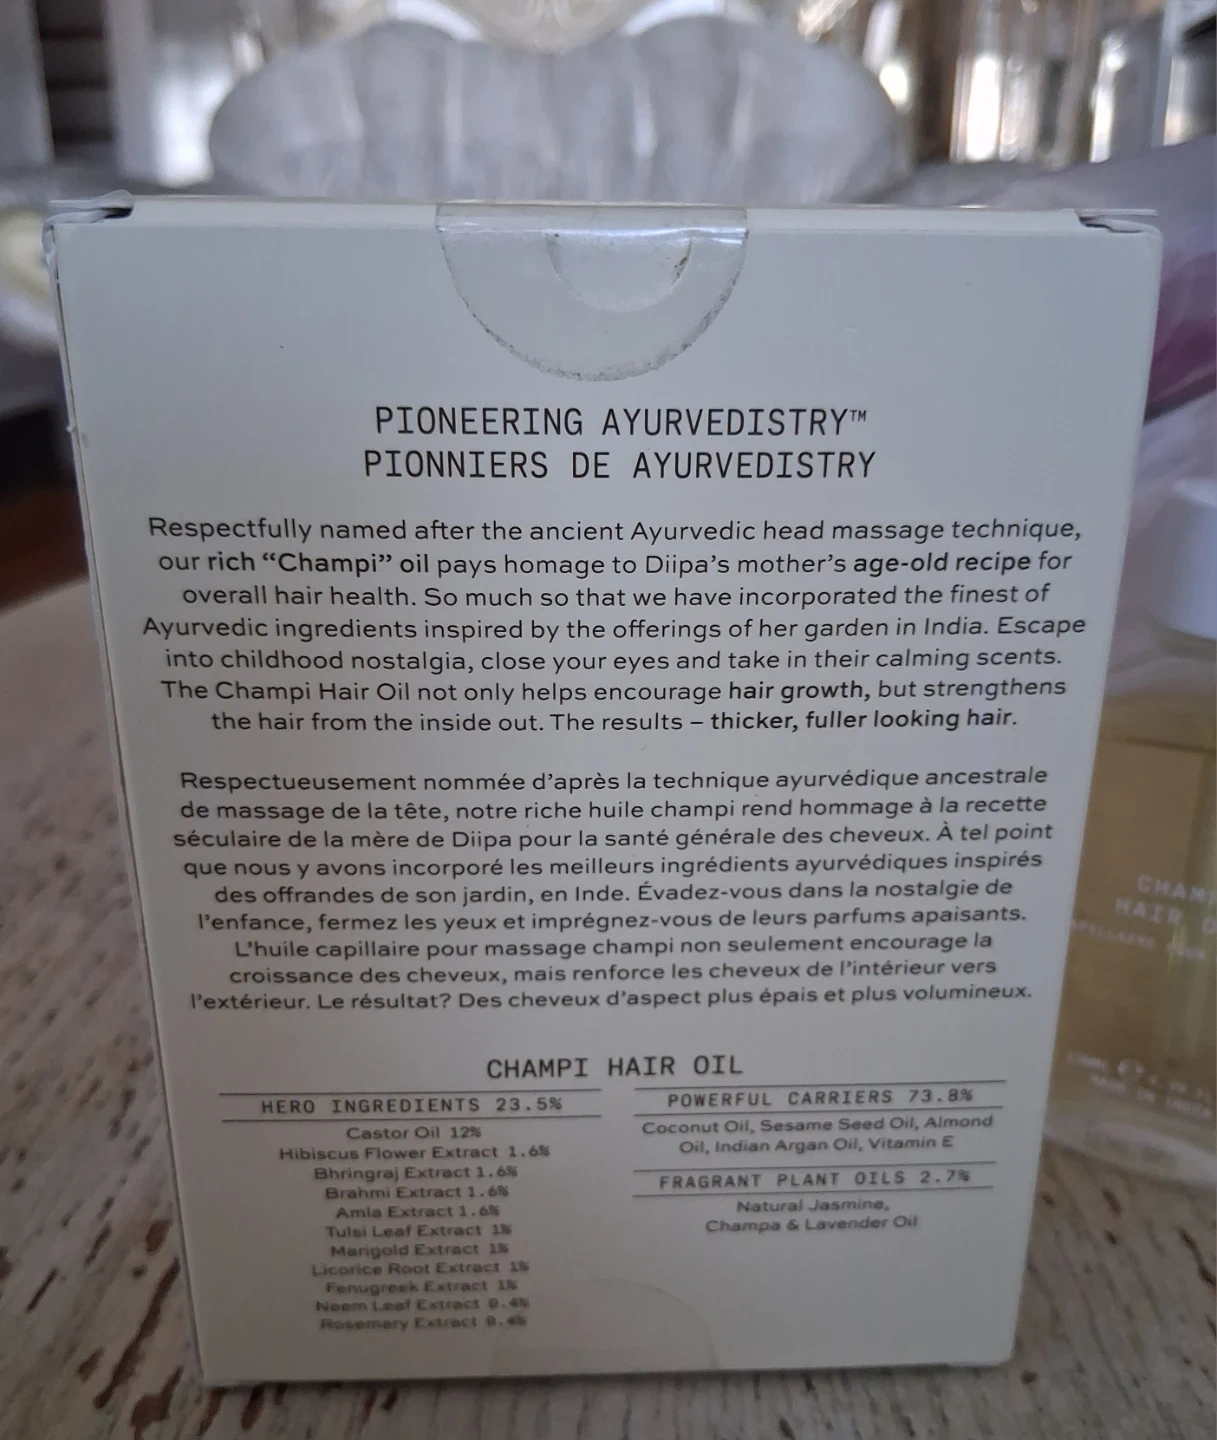 PIONEERING AYURVEDISTRY™
PIONNIERS DE AYURVEDISTRY
Respectfully named after the ancient Ayurvedic head massage technique,
our rich “Champi” oil pays homage to Diipa’s mother’s age-old recipe for
overall hair health. So much so that we have incorporated the finest of
Ayurvedic ingredients inspired by the offerings of her garden in India. Escape
into childhood nostalgia, close your eyes and take in their calming scents.
The Champi Hair Oil not only helps encourage hair growth, but strengthens
the hair from the inside out. The results – thicker, fuller looking hair.
Respectueusement nommée d’après la technique ayurvédique ancestrale
de massage de la tête, notre riche huile champi rend hommage à la recette
séculaire de la mère de Diipa pour la santé générale des cheveux. À tel point
que nous y avons incorporé les meilleurs ingrédients ayurvédiques inspirés
des offrandes de son jardin, en Inde. Évadez-vous dans la nostalgie de
l’enfance, fermez les yeux et imprégnez-vous de leurs parfums apaisants.
L’huile capillaire pour massage champi non seulement encourage la
croissance des cheveux, mais renforce les cheveux de l’intérieur vers
l’extérieur. Le résultat? Des cheveux d’aspect plus épais et plus volumineux.
CHAMPI HAIR OIL
HERO INGREDIENTS 23.5%
Castor Oil 12%
Hibiscus Flower Extract 1.6%
Bhringraj Extract 1.6%
Brahmi Extract 1.6%
Amla Extract 1.6%
Tulsi Leaf Extract 1%
Marigold Extract 1%
Licorice Root Extract 1%
Fenugreek Extract 1%
Neem Leaf Extract 0.4%
Rosemary Extract 0.4%
POWERFUL CARRIERS 73.8%
Coconut Oil, Sesame Seed Oil, Almond
Oil, Indian Argan Oil, Vitamin E
FRAGRANT PLANT OILS 2.7%
Natural Jasmine,
Champa & Lavender Oil
CHAMP
HAIR O